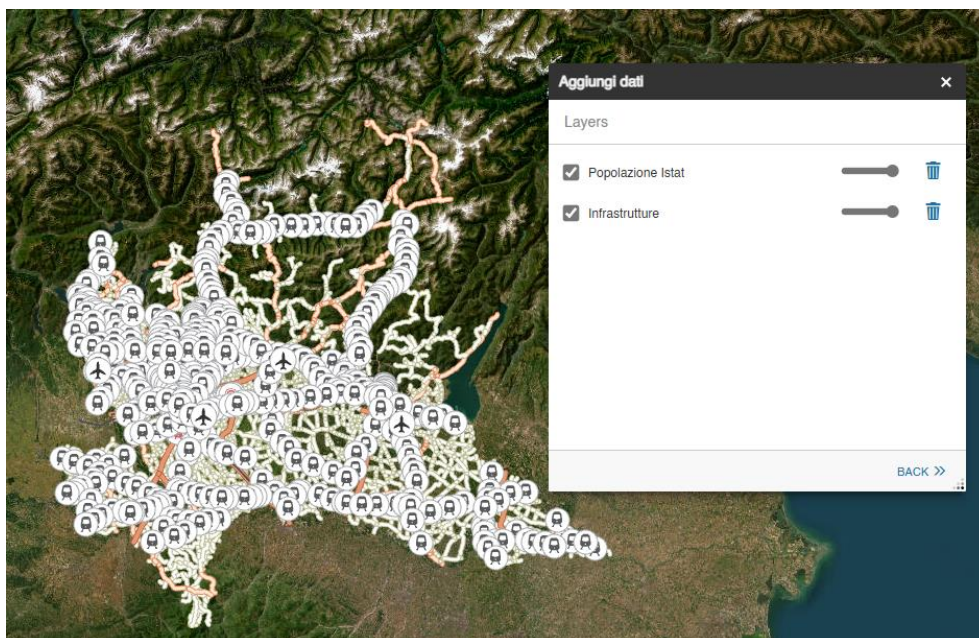 Aggiungi dati
Layers
Popolazione Istat
Infrastrutture
BACK